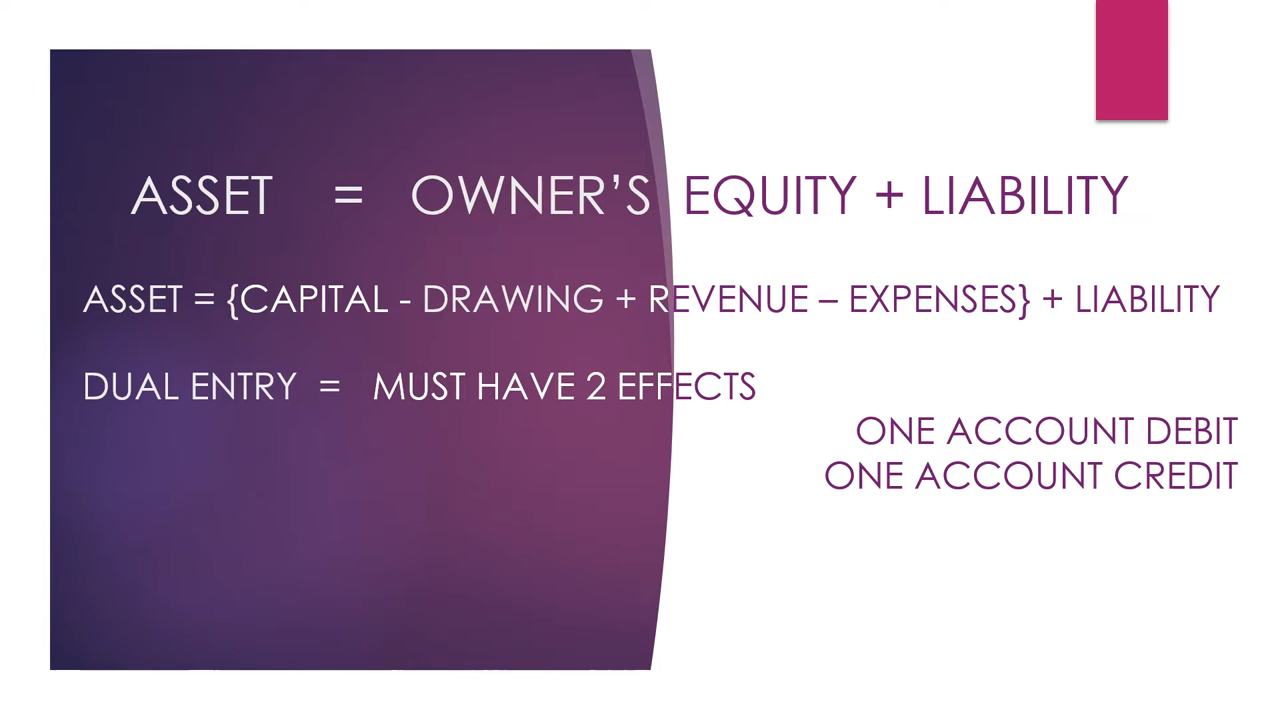 ASSET = OWNER'S EQUITY + LIABILITY
ASSET = {CAPITAL - DRAWING + REVENUE – EXPENSES} + LIABILITY
DUAL ENTRY = MUST HAVE 2 EFFECTS
ONE ACCOUNT DEBIT
ONE ACCOUNT CREDIT